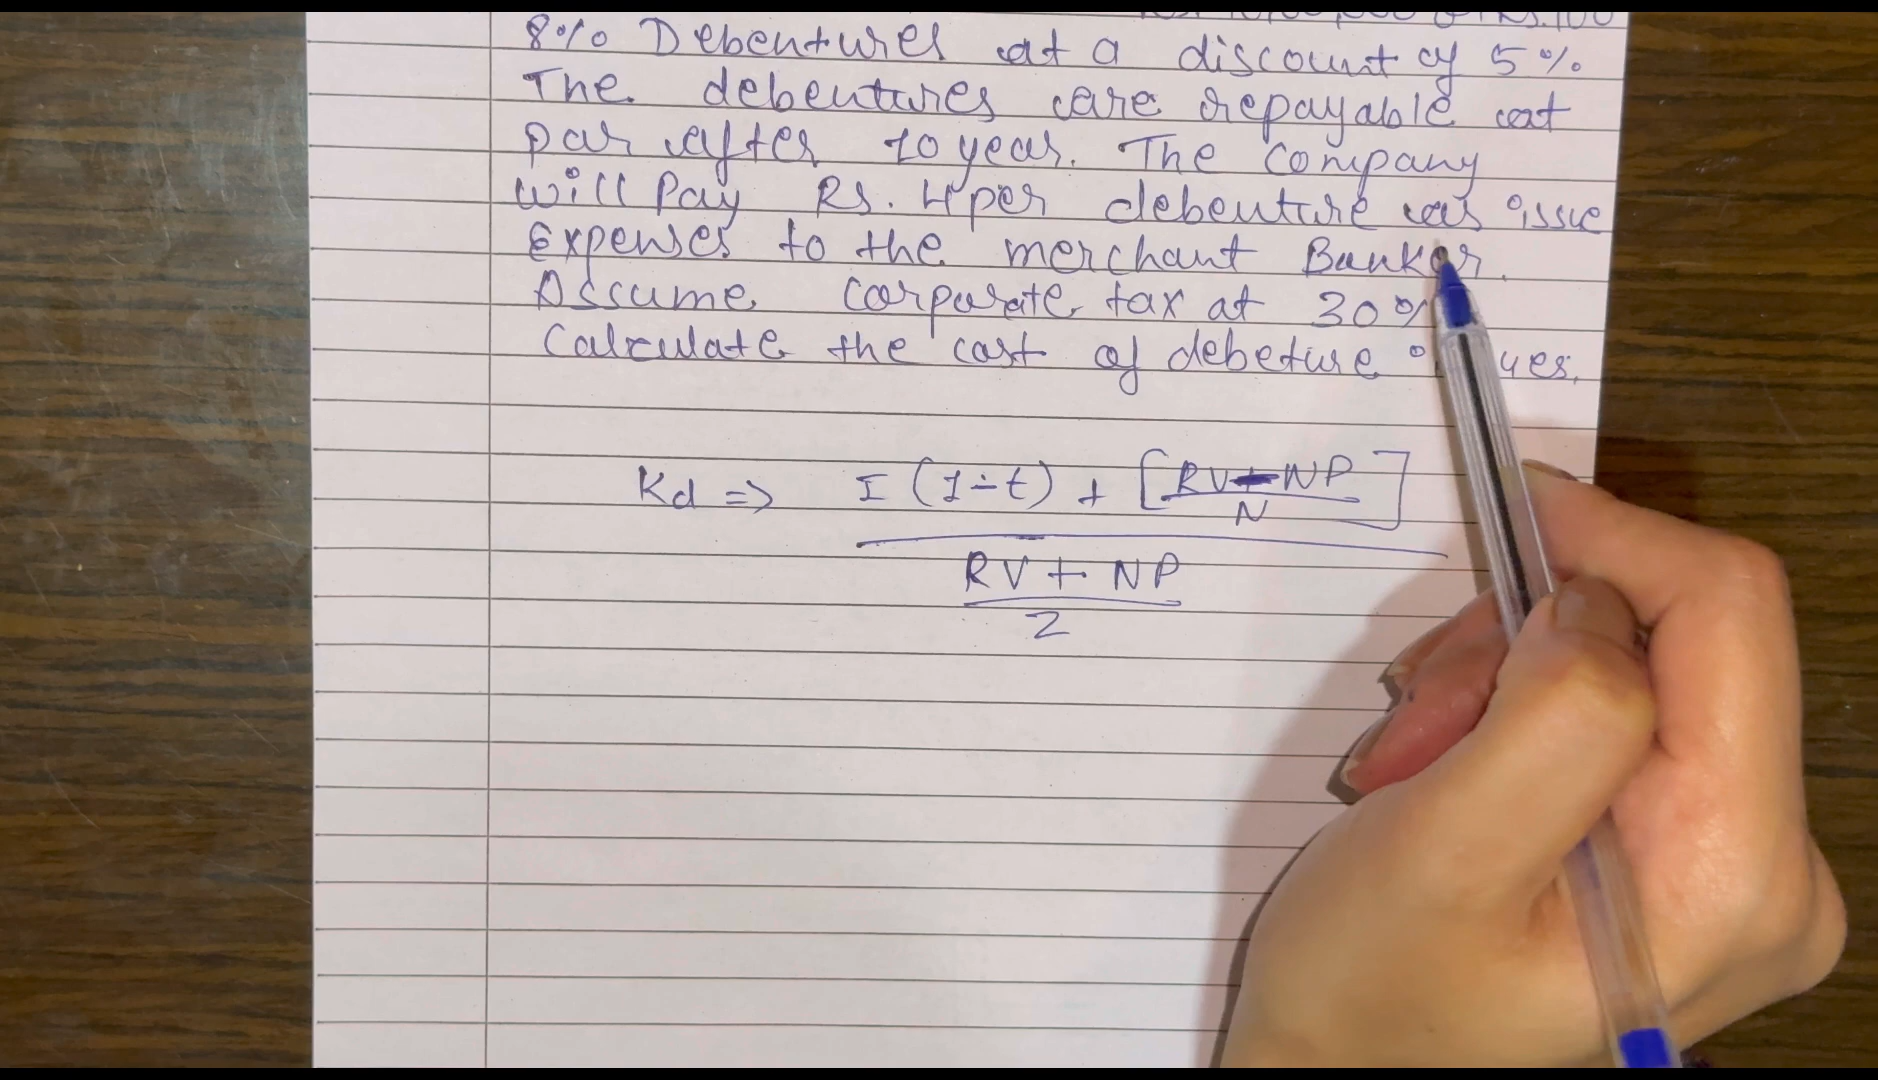 8% Debentures at a discount of 5%.
The debentures are repayable at
par after 10 year. The company
will Pay Rs. 4 per debenture as issue
Expenses to the merchant Banker.
Assume corporate tax at 30%
Calculate the cost of debeture
Kd => I (1-t) + [RV-NP]
N
RV + NP
2